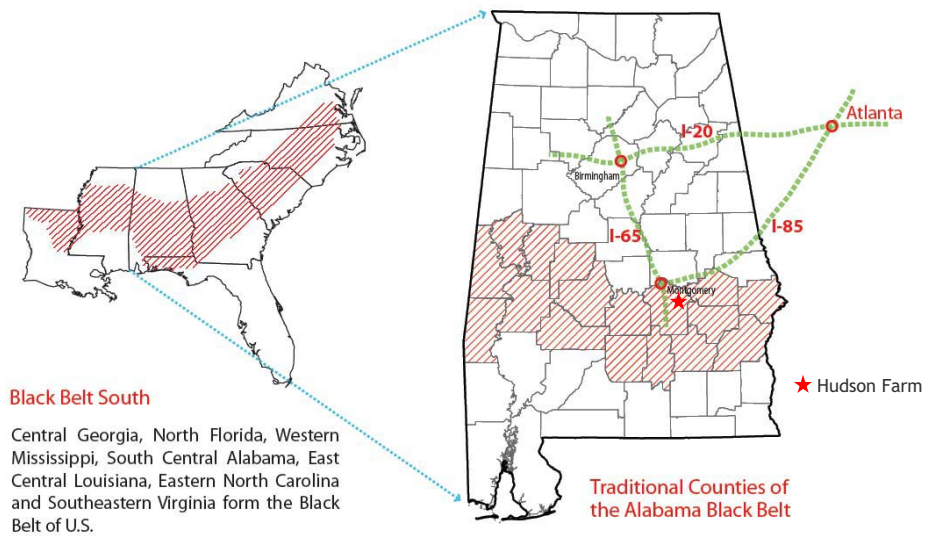 Atlanta
I-20
Birmingham
I-65
I-85
Montgomery
Hudson Farm
Black Belt South
Central Georgia, North Florida, Western
Mississippi, South Central Alabama, East
Central Louisiana, Eastern North Carolina
and Southeastern Virginia form the Black
Belt of U.S.
Traditional Counties of
the Alabama Black Belt